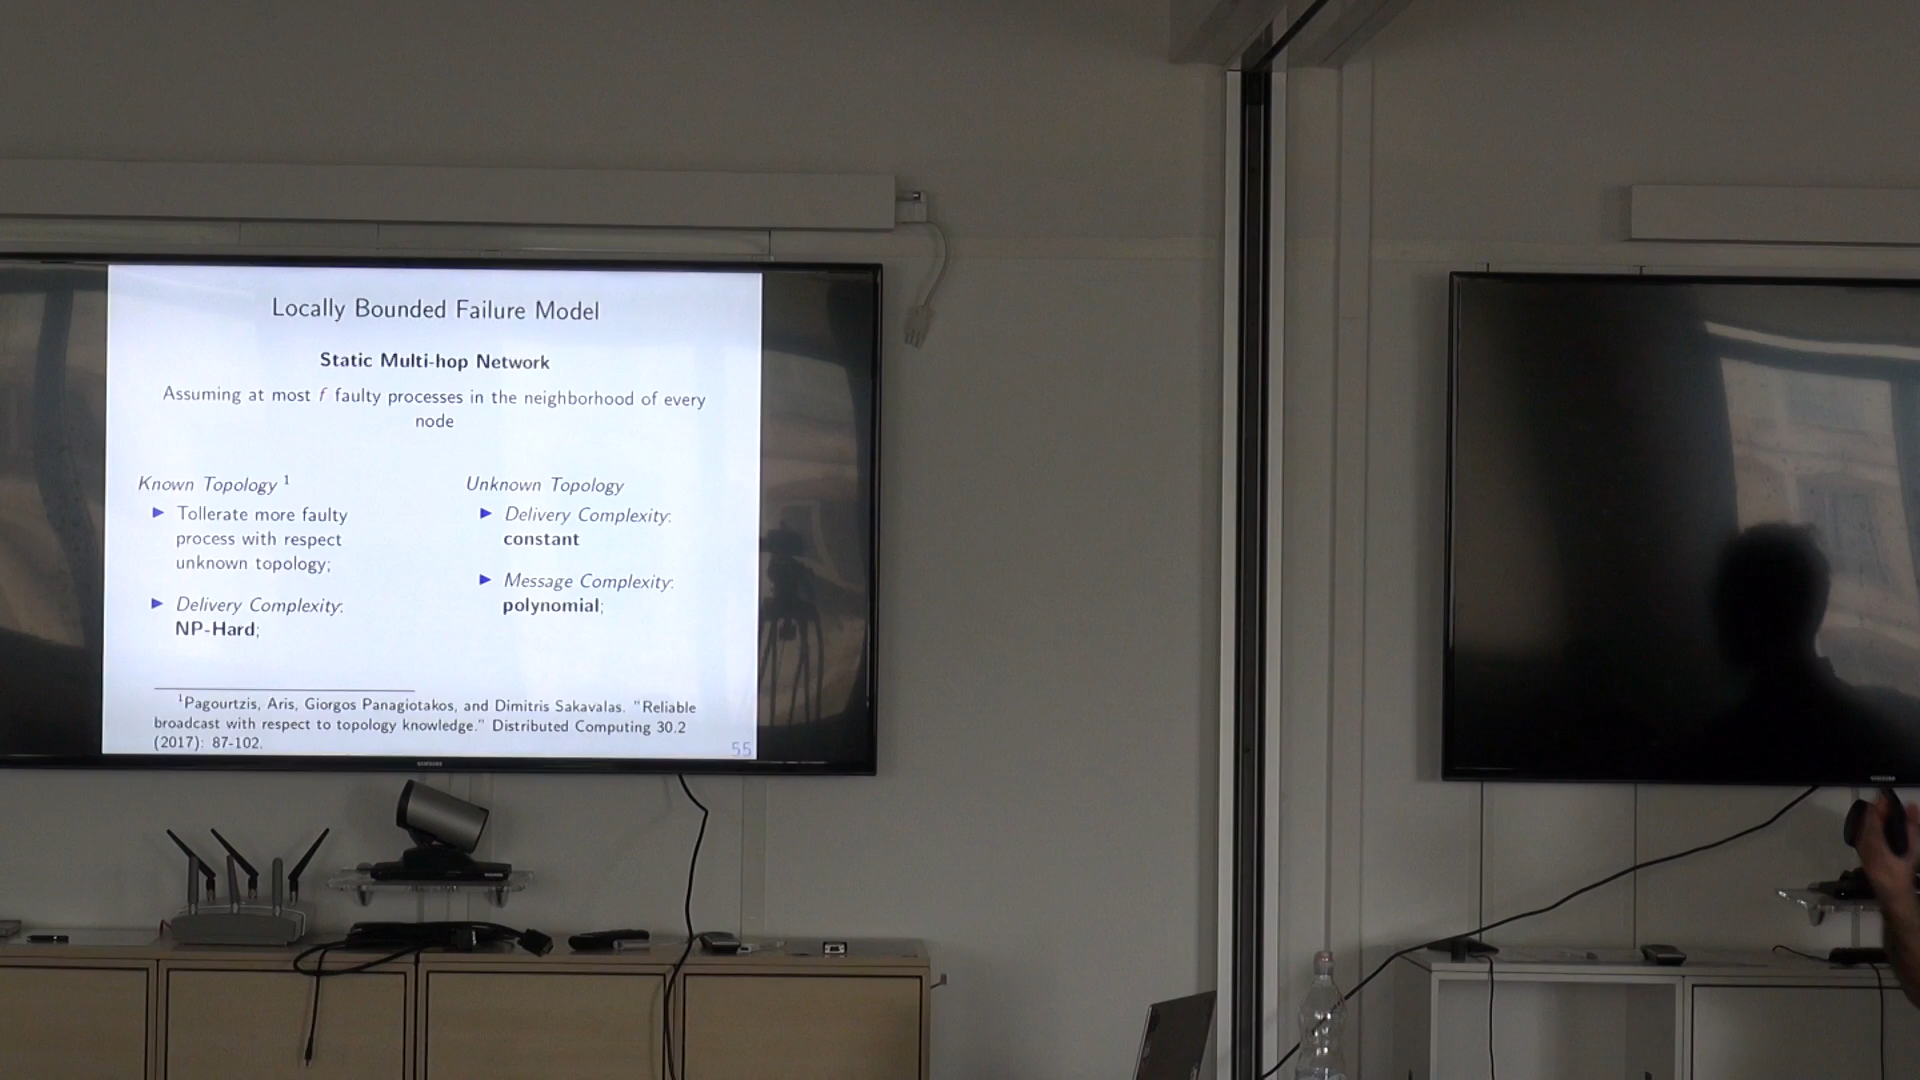 Locally Bounded Failure Model
Static Multi-hop Network
Assuming at most f faulty processes in the neighborhood of every
node
Known Topology 1
▶ Tollerate more faulty
process with respect
unknown topology;
▶ Delivery Complexity:
NP-Hard;
Unknown Topology
▶ Delivery Complexity:
constant
▶ Message Complexity:
polynomial;
1Pagourtzis, Aris, Giorgos Panagiotakos, and Dimitris Sakavalas. "Reliable
broadcast with respect to topology knowledge." Distributed Computing 30.2
(2017): 87-102.
55
SAMSUNG
SAMSUNG